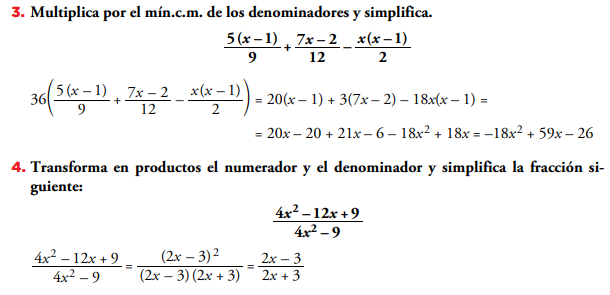 3. Multiplica por el mín.c.m. de los denominadores y simplifica.
5(x – 1)/9 + 7x – 2/12 – x(x – 1)/2
36(5(x – 1)/9 + 7x – 2/12 – x(x – 1)/2) = 20(x – 1) + 3(7x – 2) – 18x(x – 1) =
= 20x – 20 + 21x – 6 – 18x² + 18x = –18x² + 59x – 26
4. Transforma en productos el numerador y el denominador y simplifica la fracción si-
guiente:
4x² – 12x + 9/4x² – 9
4x² – 12x + 9/4x² – 9 = (2x – 3)²/(2x – 3)(2x + 3) = 2x – 3/2x + 3